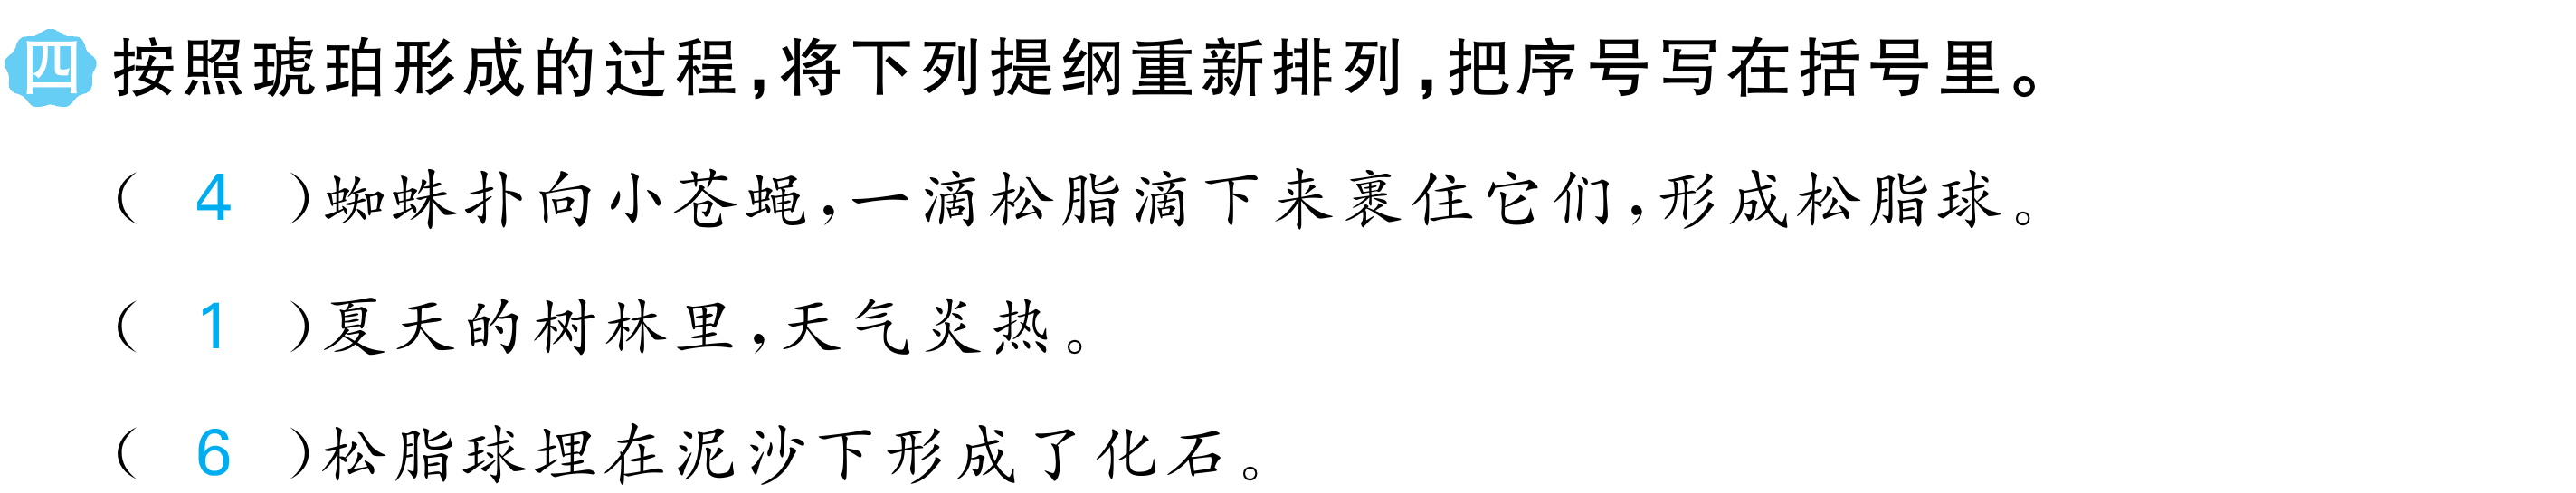 四 按照琥珀形成的过程,将下列提纲重新排列,把序号写在括号里。
( 4 )蜘蛛扑向小苍蝇,一滴松脂滴下来裹住它们,形成松脂球。
( 1 )夏天的树林里,天气炎热。
( 6 )松脂球埋在泥沙下形成了化石。